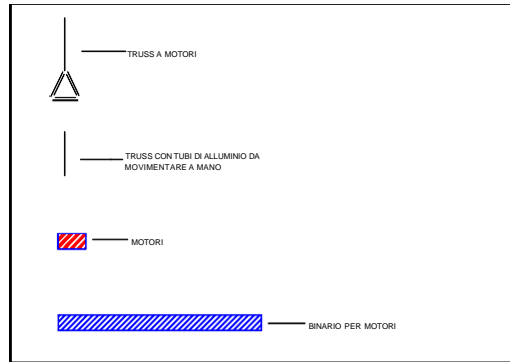 TRUSS A MOTORI
TRUSS CON TUBI DI ALLUMINIO DA
MOVIMENTARE A MANO
MOTORI
BINARIO PER MOTORI